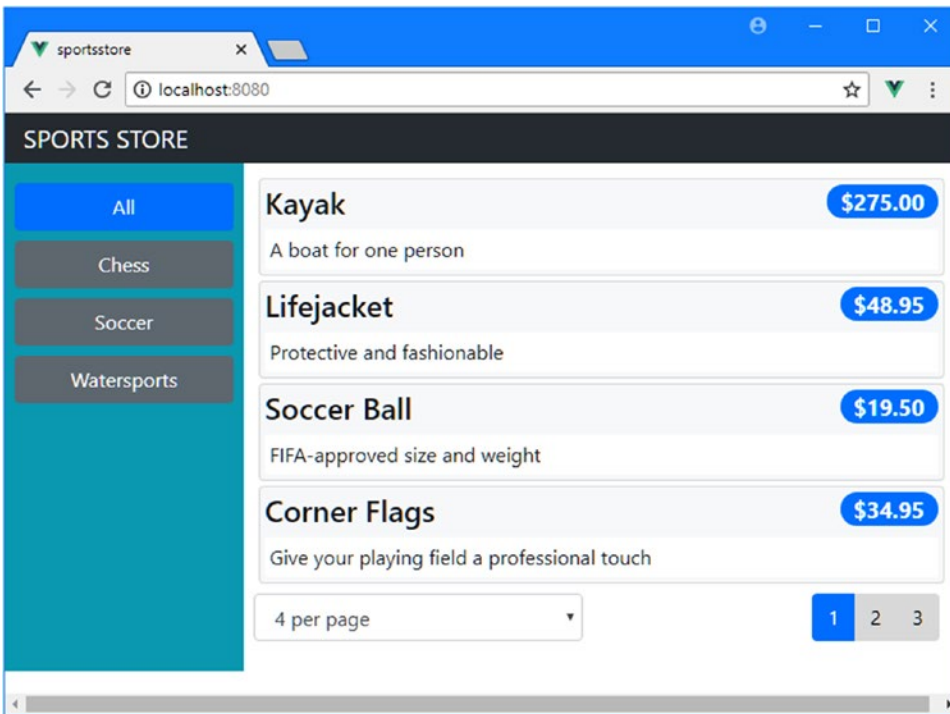 sportsstore
localhost:8080
SPORTS STORE
All
Chess
Soccer
Watersports
Kayak $275.00
A boat for one person
Lifejacket $48.95
Protective and fashionable
Soccer Ball $19.50
FIFA-approved size and weight
Corner Flags $34.95
Give your playing field a professional touch
4 per page
1 2 3